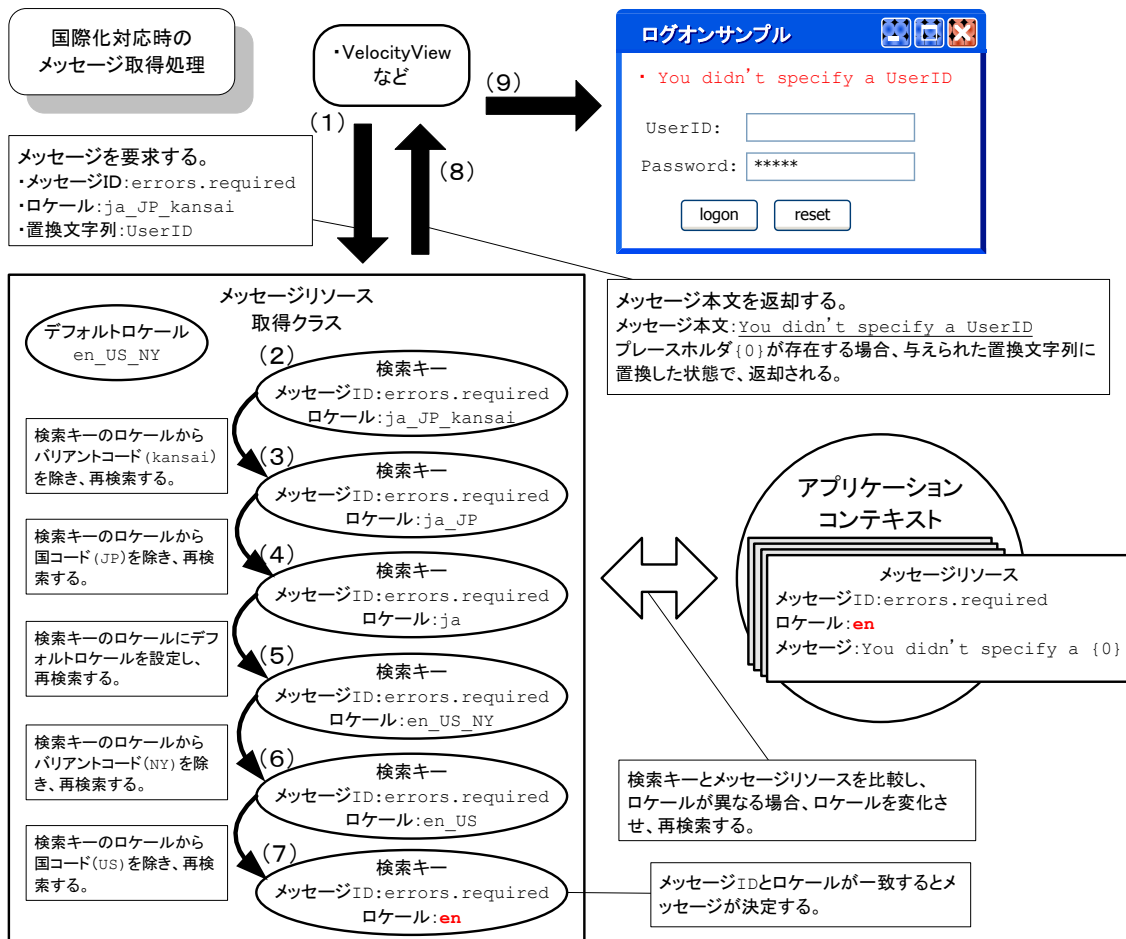 国際化対応時の
メッセージ取得処理
・VelocityView
など
(1)
(8)
(9)
ログオンサンプル
・ You didn't specify a UserID
UserID:
Password: *****
logon reset
メッセージを要求する。
・メッセージID:errors.required
・ロケール:ja_JP_kansai
・置換文字列:UserID
メッセージ本文を返却する。
メッセージ本文:You didn't specify a UserID
プレースホルダ{0}が存在する場合、与えられた置換文字列に
置換した状態で、返却される。
メッセージリソース
取得クラス
デフォルトロケール
en_US_NY
(2)
検索キー
メッセージID:errors.required
ロケール:ja_JP_kansai
検索キーのロケールから
バリアントコード(kansai)
を除き、再検索する。
(3)
検索キー
メッセージID:errors.required
ロケール:ja_JP
検索キーのロケールから
国コード(JP)を除き、再検
索する。
(4)
検索キー
メッセージID:errors.required
ロケール:ja
検索キーのロケールにデフ
ォルトロケールを設定し、
再検索する。
(5)
検索キー
メッセージID:errors.required
ロケール:en_US_NY
検索キーのロケールから
バリアントコード(NY)を除
き、再検索する。
(6)
検索キー
メッセージID:errors.required
ロケール:en_US
検索キーのロケールから
国コード(US)を除き、再検
索する。
(7)
検索キー
メッセージID:errors.required
ロケール:en
アプリケーション
コンテキスト
メッセージリソース
メッセージID:errors.required
ロケール:en
メッセージ:You didn't specify a {0}
検索キーとメッセージリソースを比較し、
ロケールが異なる場合、ロケールを変化さ
せ、再検索する。
メッセージIDとロケールが一致するとメ
ッセージが決定する。